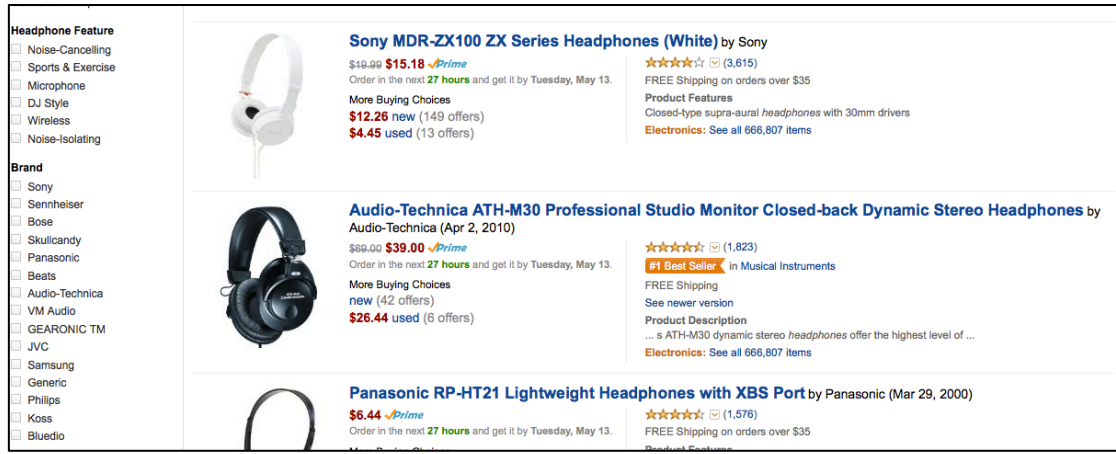 Headphone Feature
Noise-Cancelling
Sports & Exercise
Microphone
DJ Style
Wireless
Noise-Isolating
Brand
Sony
Sennheiser
Bose
Skullcandy
Panasonic
Beats
Audio-Technica
VM Audio
GEARONIC TM
JVC
Samsung
Generic
Philips
Koss
Bluedio
Sony MDR-ZX100 ZX Series Headphones (White) by Sony
$19.99 $15.18 Prime
Order in the next 27 hours and get it by Tuesday, May 13.
More Buying Choices
$12.26 new (149 offers)
$4.45 used (13 offers)
(3,615)
FREE Shipping on orders over $35
Product Features
Closed-type supra-aural headphones with 30mm drivers
Electronics: See all 666,807 items
Audio-Technica ATH-M30 Professional Studio Monitor Closed-back Dynamic Stereo Headphones by
Audio-Technica (Apr 2, 2010)
$69.00 $39.00 Prime
Order in the next 27 hours and get it by Tuesday, May 13.
More Buying Choices
new (42 offers)
$26.44 used (6 offers)
(1,823)
#1 Best Seller in Musical Instruments
FREE Shipping
See newer version
Product Description
... s ATH-M30 dynamic stereo headphones offer the highest level of ...
Electronics: See all 666,807 items
Panasonic RP-HT21 Lightweight Headphones with XBS Port by Panasonic (Mar 29, 2000)
$6.44 Prime
Order in the next 27 hours and get it by Tuesday, May 13.
More Buying Choices
(1,576)
FREE Shipping on orders over $35
Product Features